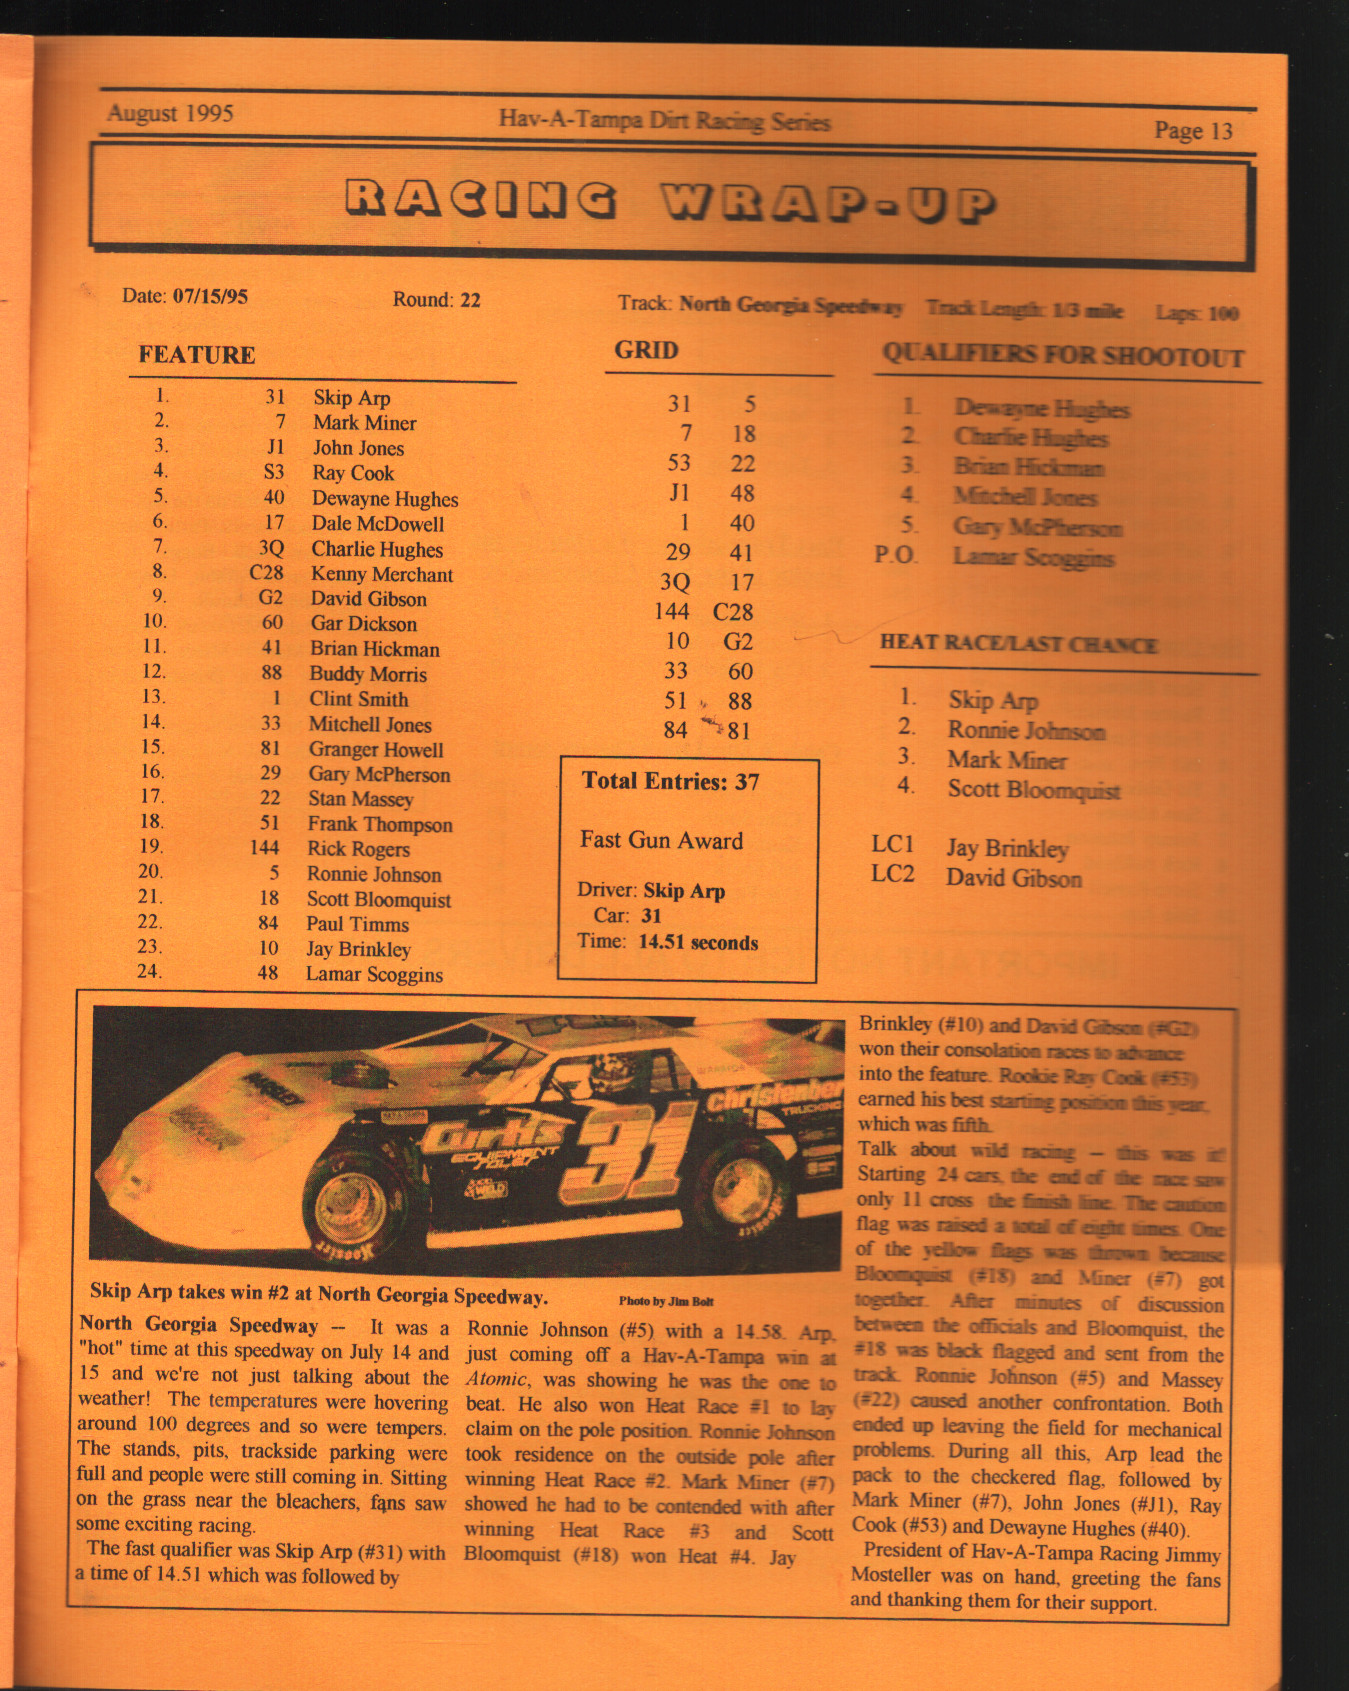 August 1995 Hav-A-Tampa Dirt Racing Series Page 13
RACING WRAP-UP
Date: 07/15/95 Round: 22 Track: North Georgia Speedway Track Length: 1/3 mile Laps: 100
FEATURE
1. 31 Skip Arp
2. 7 Mark Miner
3. J1 John Jones
4. S3 Ray Cook
5. 40 Dewayne Hughes
6. 17 Dale McDowell
7. 3Q Charlie Hughes
8. C28 Kenny Merchant
9. G2 David Gibson
10. 60 Gar Dickson
11. 41 Brian Hickman
12. 88 Buddy Morris
13. 1 Clint Smith
14. 33 Mitchell Jones
15. 81 Granger Howell
16. 29 Gary McPherson
17. 22 Stan Massey
18. 51 Frank Thompson
19. 144 Rick Rogers
20. 5 Ronnie Johnson
21. 18 Scott Bloomquist
22. 84 Paul Timms
23. 10 Jay Brinkley
24. 48 Lamar Scoggins
GRID
31 5
7 18
53 22
J1 48
1 40
29 41
3Q 17
144 C28
10 G2
33 60
51 88
84 81
Total Entries: 37
Fast Gun Award
Driver: Skip Arp
Car: 31
Time: 14.51 seconds
QUALIFIERS FOR SHOOTOUT
1. Dewayne Hughes
2. Charlie Hughes
3. Brian Hickman
4. Mitchell Jones
5. Gary McPherson
P.O. Lamar Scoggins
HEAT RACE/LAST CHANCE
1. Skip Arp
2. Ronnie Johnson
3. Mark Miner
4. Scott Bloomquist
LC1 Jay Brinkley
LC2 David Gibson
MASSEY
WARRIOR
Christenberry
TRUCKING
Curtis
EQUIPMENT
SALES
31
WELD
Hoosier
Hoosier
Skip Arp takes win #2 at North Georgia Speedway. Photo by Jim Bolt
North Georgia Speedway -- It was a
"hot" time at this speedway on July 14 and
15 and we're not just talking about the
weather! The temperatures were hovering
around 100 degrees and so were tempers.
The stands, pits, trackside parking were
full and people were still coming in. Sitting
on the grass near the bleachers, fans saw
some exciting racing.
The fast qualifier was Skip Arp (#31) with
a time of 14.51 which was followed by
Ronnie Johnson (#5) with a 14.58. Arp,
just coming off a Hav-A-Tampa win at
Atomic, was showing he was the one to
beat. He also won Heat Race #1 to lay
claim on the pole position. Ronnie Johnson
took residence on the outside pole after
winning Heat Race #2. Mark Miner (#7)
showed he had to be contended with after
winning Heat Race #3 and Scott
Bloomquist (#18) won Heat #4. Jay
Brinkley (#10) and David Gibson (#G2)
won their consolation races to advance
into the feature. Rookie Ray Cook (#53)
earned his best starting position this year,
which was fifth.
Talk about wild racing -- this was it!
Starting 24 cars, the end of the race saw
only 11 cross the finish line. The caution
flag was raised a total of eight times. One
of the yellow flags was thrown because
Bloomquist (#18) and Miner (#7) got
together. After minutes of discussion
between the officials and Bloomquist, the
#18 was black flagged and sent from the
track. Ronnie Johnson (#5) and Massey
(#22) caused another confrontation. Both
ended up leaving the field for mechanical
problems. During all this, Arp lead the
pack to the checkered flag, followed by
Mark Miner (#7), John Jones (#J1), Ray
Cook (#53) and Dewayne Hughes (#40).
President of Hav-A-Tampa Racing Jimmy
Mosteller was on hand, greeting the fans
and thanking them for their support.